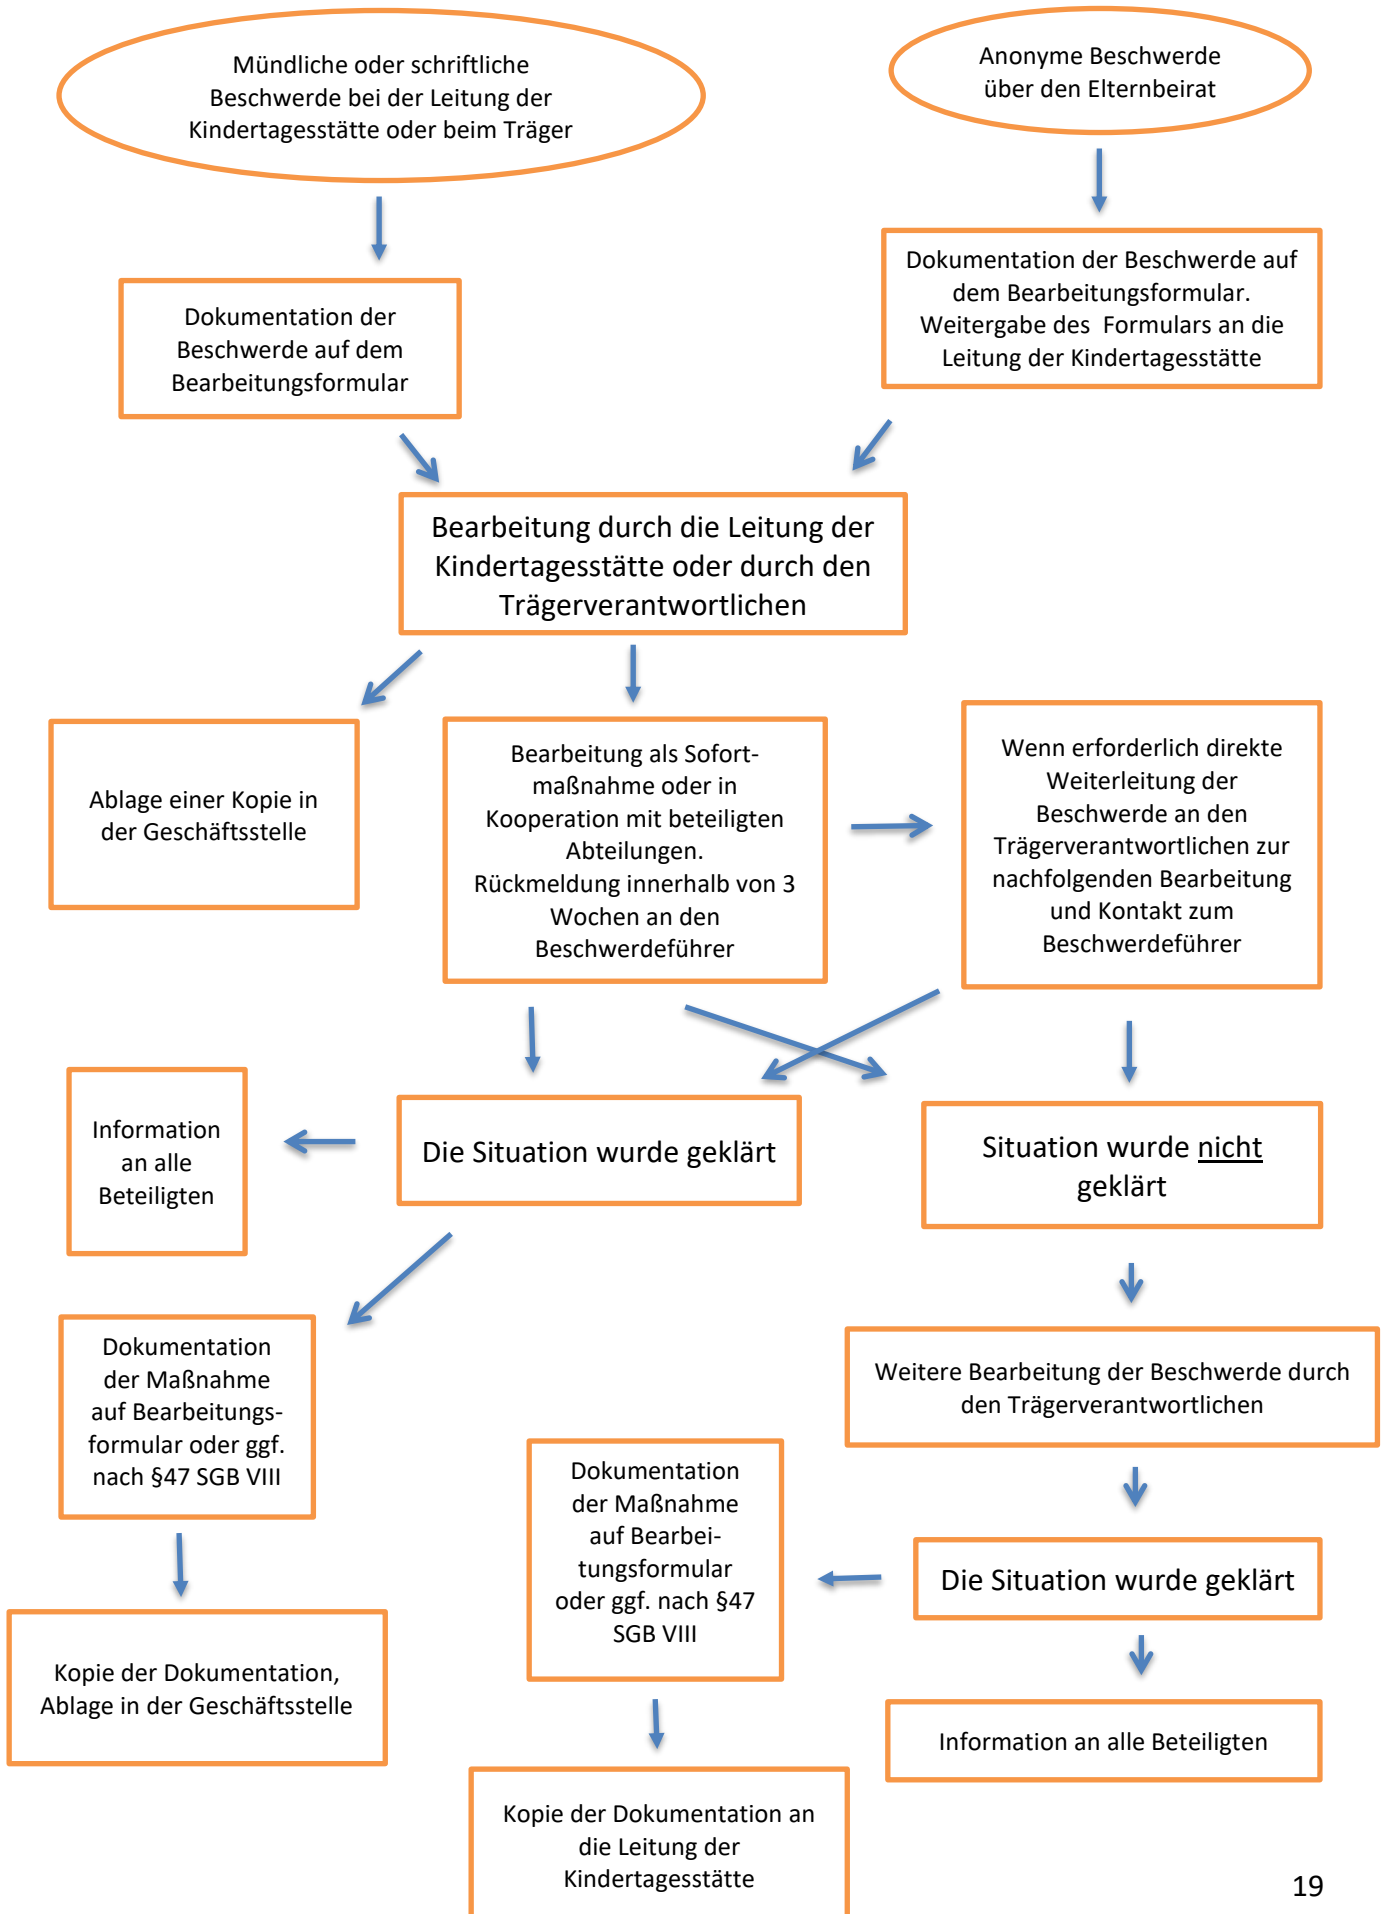 Mündliche oder schriftliche
Beschwerde bei der Leitung der
Kindertagesstätte oder beim Träger
Anonyme Beschwerde
über den Elternbeirat
Dokumentation der
Beschwerde auf dem
Bearbeitungsformular
Dokumentation der Beschwerde auf
dem Bearbeitungsformular.
Weitergabe des Formulars an die
Leitung der Kindertagesstätte
Bearbeitung durch die Leitung der
Kindertagesstätte oder durch den
Trägerverantwortlichen
Ablage einer Kopie in
der Geschäftsstelle
Bearbeitung als Sofort-
maßnahme oder in
Kooperation mit beteiligten
Abteilungen.
Rückmeldung innerhalb von 3
Wochen an den
Beschwerdeführer
Wenn erforderlich direkte
Weiterleitung der
Beschwerde an den
Trägerverantwortlichen zur
nachfolgenden Bearbeitung
und Kontakt zum
Beschwerdeführer
Information
an alle
Beteiligten
Die Situation wurde geklärt
Situation wurde nicht
geklärt
Dokumentation
der Maßnahme
auf Bearbeitungs-
formular oder ggf.
nach §47 SGB VIII
Weitere Bearbeitung der Beschwerde durch
den Trägerverantwortlichen
Dokumentation
der Maßnahme
auf Bearbei-
tungsformular
oder ggf. nach §47
SGB VIII
Die Situation wurde geklärt
Kopie der Dokumentation,
Ablage in der Geschäftsstelle
Information an alle Beteiligten
Kopie der Dokumentation an
die Leitung der
Kindertagesstätte
19